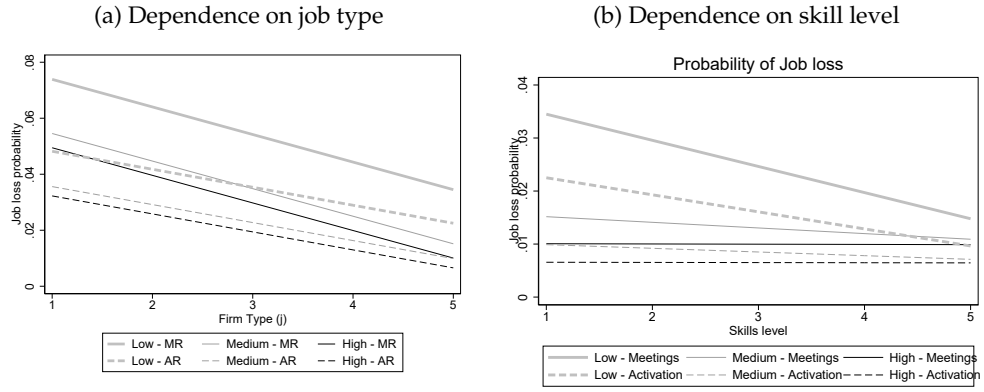 (a) Dependence on job type
(b) Dependence on skill level
Job loss probability
0 .02 .04 .06 .08
1 2 3 4 5
Firm Type (j)
Low - MR Medium - MR High - MR
Low - AR Medium - AR High - AR
Probability of Job loss
Job loss probability
0 .01 .02 .03 .04
1 2 3 4 5
Skills level
Low - Meetings Medium - Meetings High - Meetings
Low - Activation Medium - Activation High - Activation